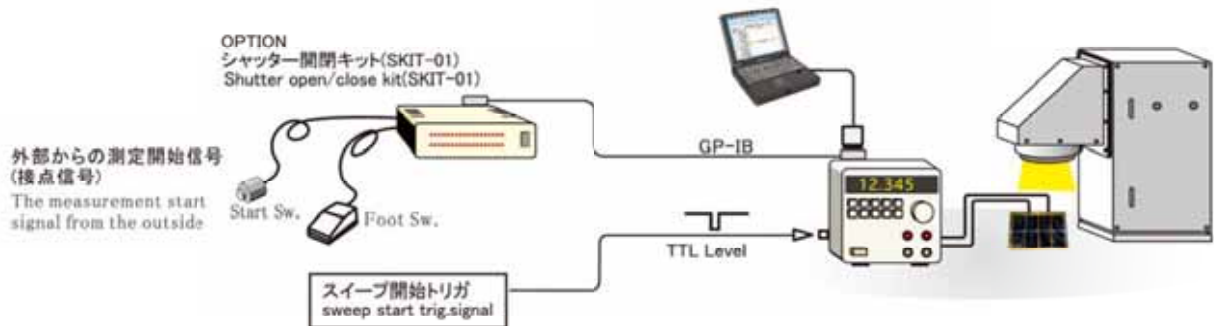 OPTION
シャッター開閉キット(SKIT-01)
Shutter open/close kit(SKIT-01)
外部からの測定開始信号
(接点信号)
The measurement start
signal from the outside
Start Sw.
Foot Sw.
GP-IB
12.345
TTL Level
スイープ開始トリガ
sweep start trig.signal